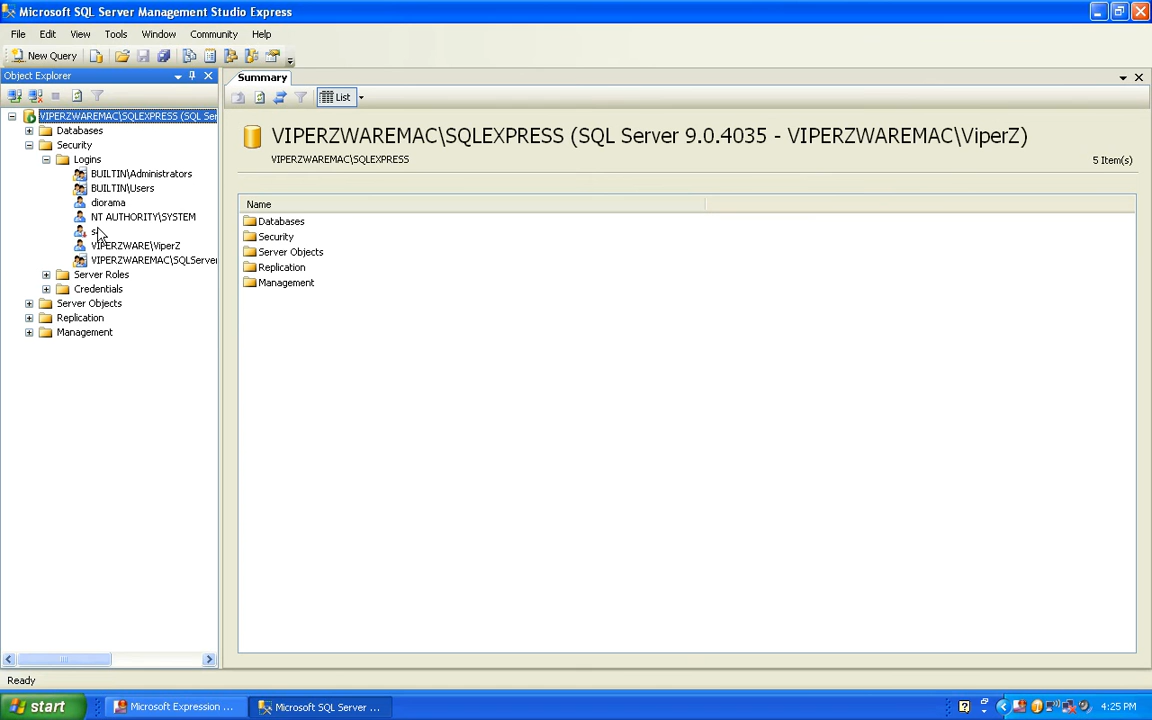 Microsoft SQL Server Management Studio Express
File Edit View Tools Window Community Help
New Query
Object Explorer
Summary
List
VIPERZWAREMAC\SQLEXPRESS (SQL Ser
Databases
Security
Logins
BUILTIN\Administrators
BUILTIN\Users
diorama
NT AUTHORITY\SYSTEM
VIPERZWARE\ViperZ
VIPERZWAREMAC\SQLServer
Server Roles
Credentials
Server Objects
Replication
Management
VIPERZWAREMAC\SQLEXPRESS (SQL Server 9.0.4035 - VIPERZWAREMAC\ViperZ)
VIPERZWAREMAC\SQLEXPRESS
5 Item(s)
Name
Databases
Security
Server Objects
Replication
Management
Ready
start
Microsoft Expression ...
Microsoft SQL Server ...
4:25 PM